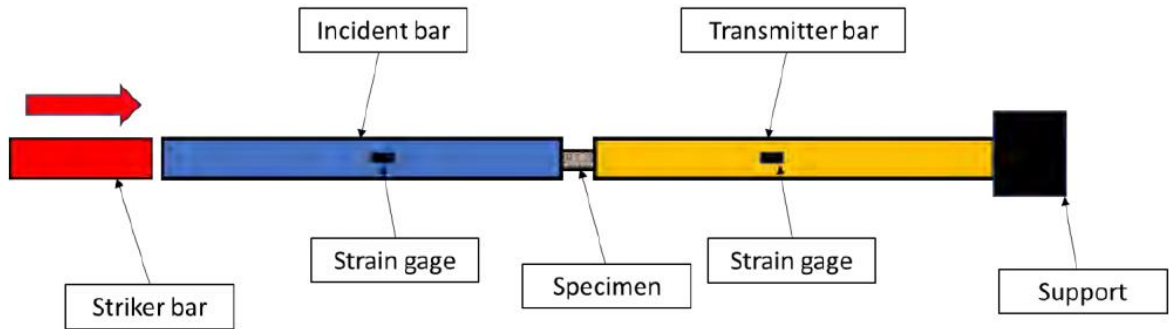 Incident bar
Transmitter bar
Strain gage
Strain gage
Specimen
Striker bar
Support